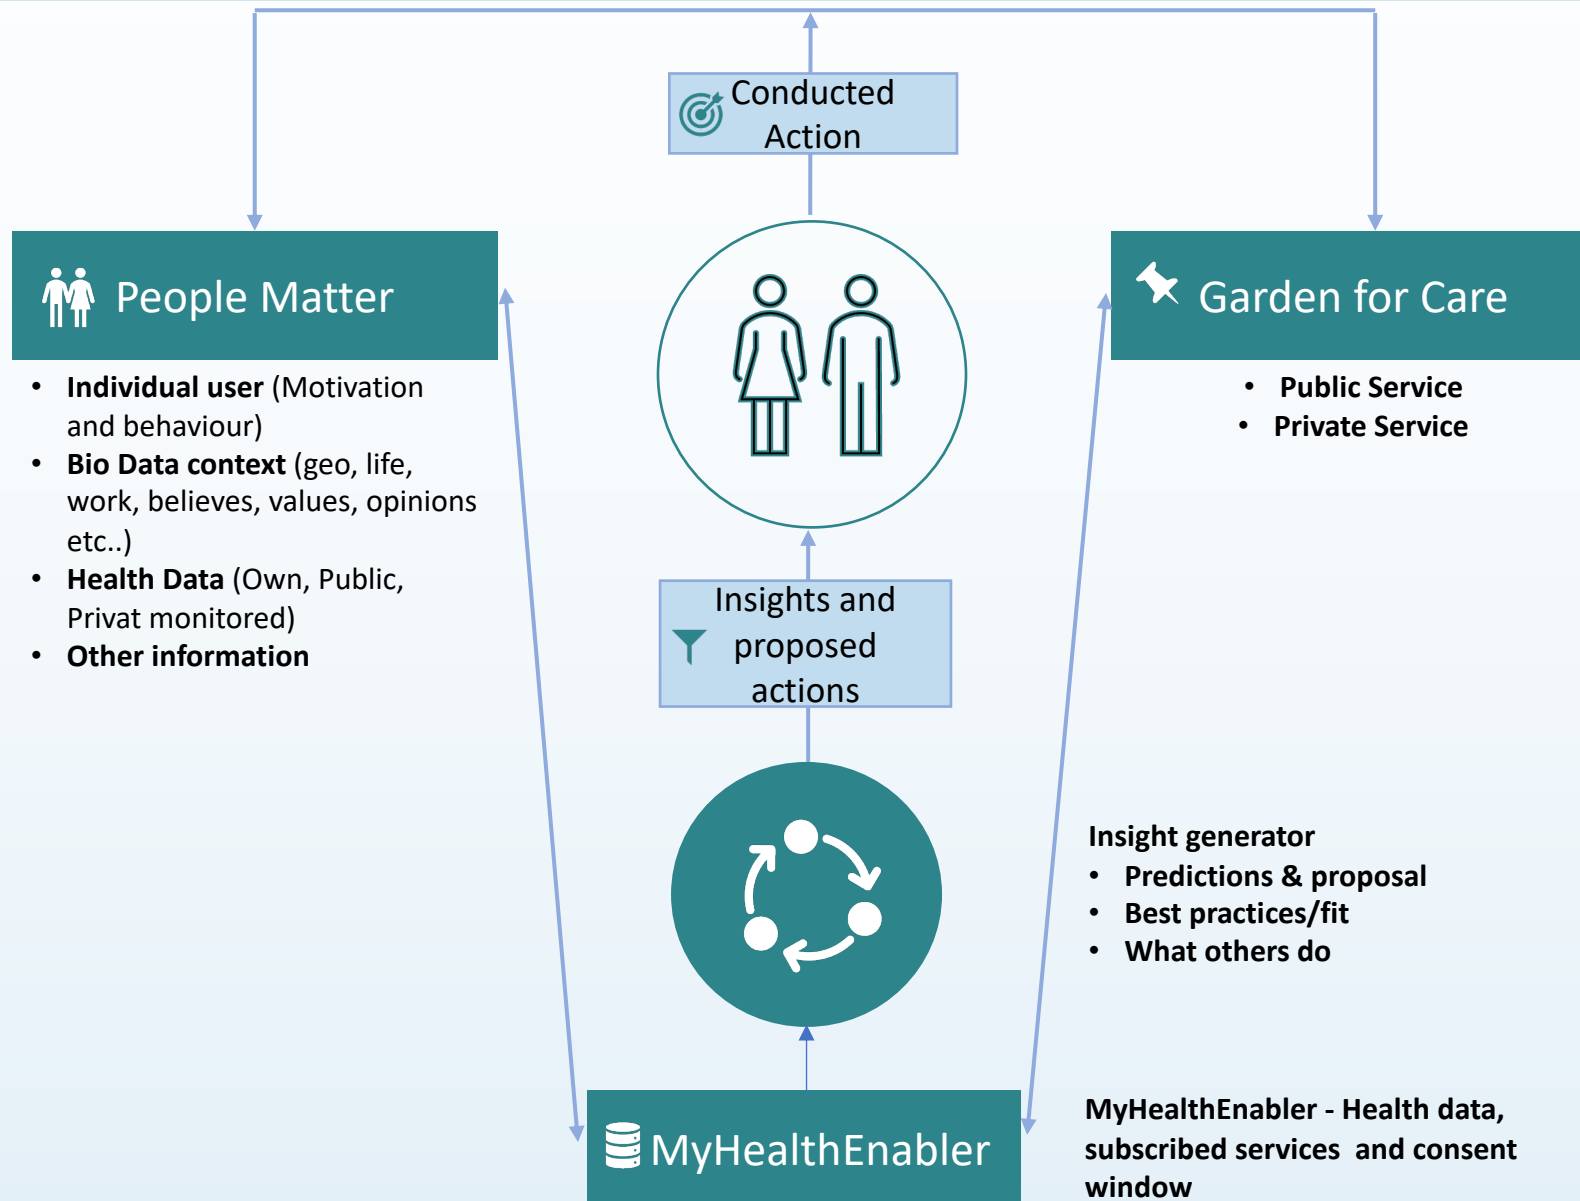 Conducted
Action
People Matter
• Individual user (Motivation
and behaviour)
• Bio Data context (geo, life,
work, believes, values, opinions
etc..)
• Health Data (Own, Public,
Privat monitored)
• Other information
Garden for Care
• Public Service
• Private Service
Insights and
proposed
actions
Insight generator
• Predictions & proposal
• Best practices/fit
• What others do
MyHealthEnabler
MyHealthEnabler - Health data,
subscribed services and consent
window